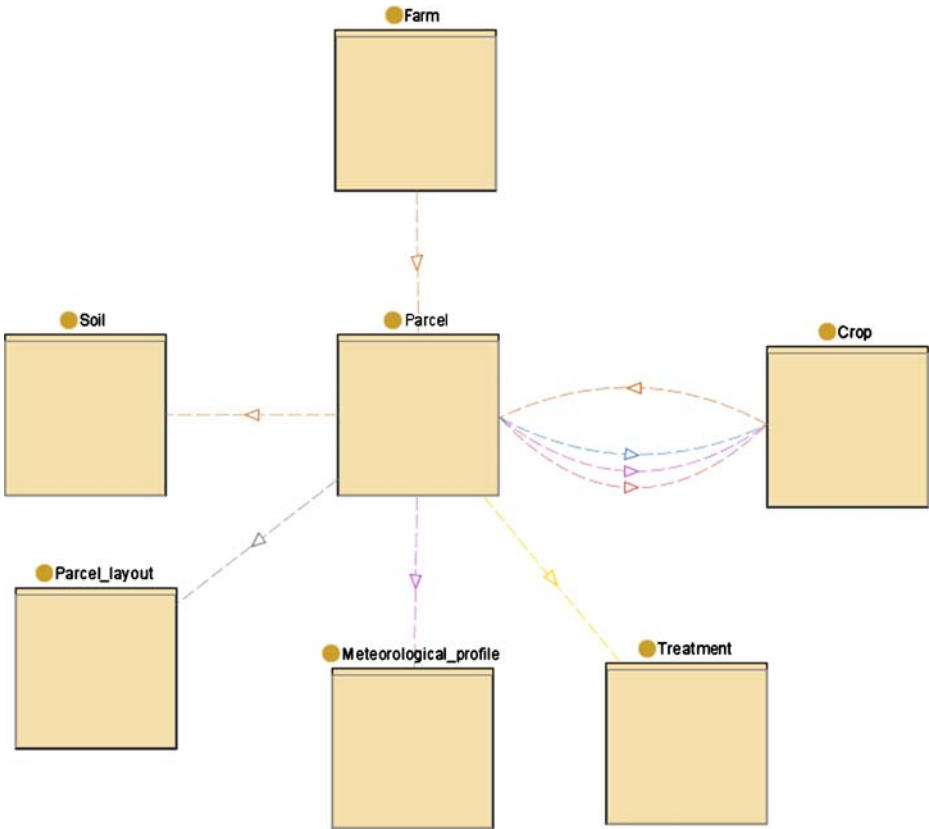 Farm
Soil
Parcel
Crop
Parcel_layout
Meteorological_profile
Treatment